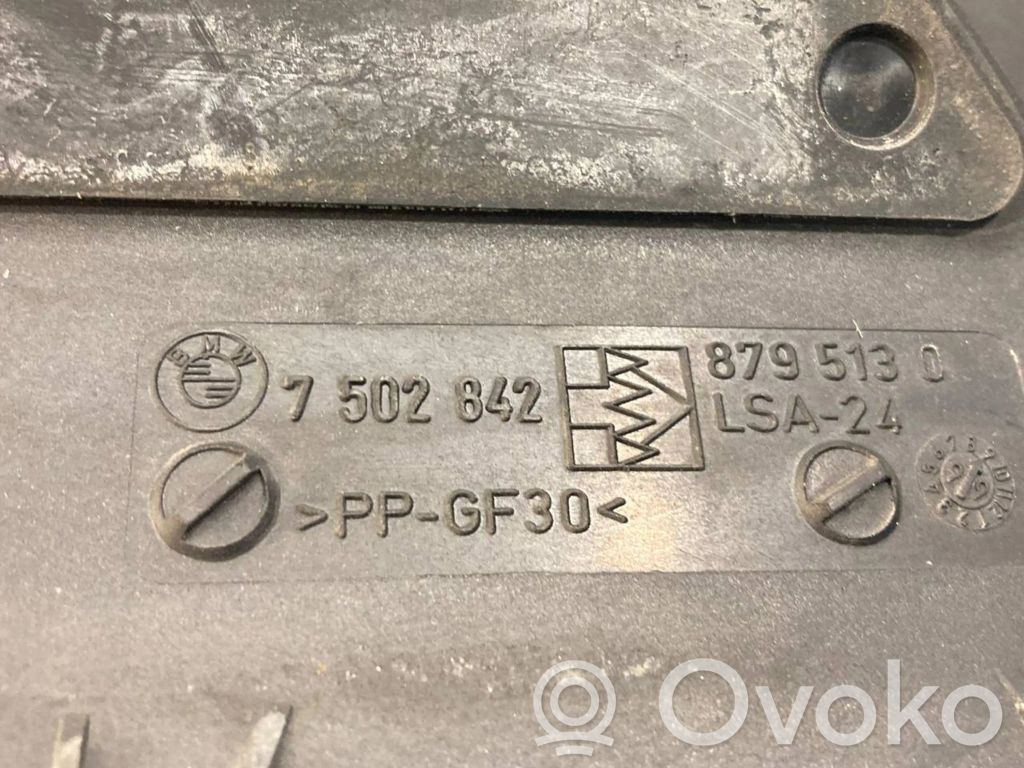 BMW
7 502 842
879 513 0
LSA-24
>PP-GF30<
Ovoko